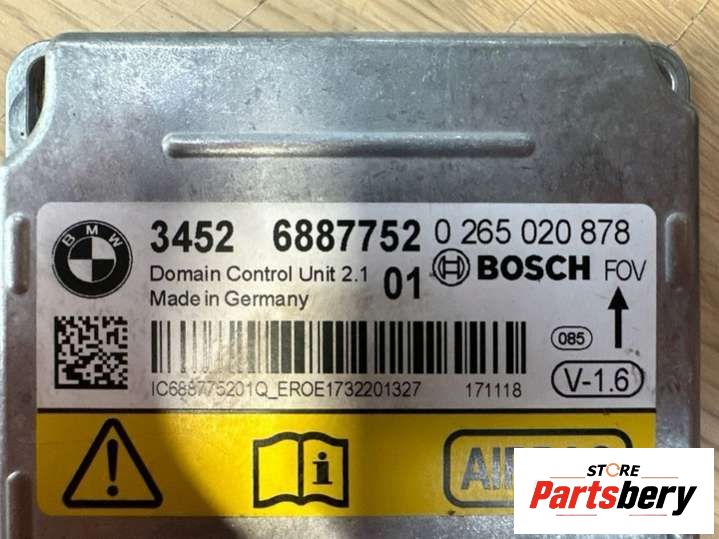 BMW
3452 6887752 0 265 020 878
Domain Control Unit 2.1 01 BOSCH FOV
Made in Germany
085
V-1.6
IC688775201Q_EROE1732201327 171118
STORE
Partsbery